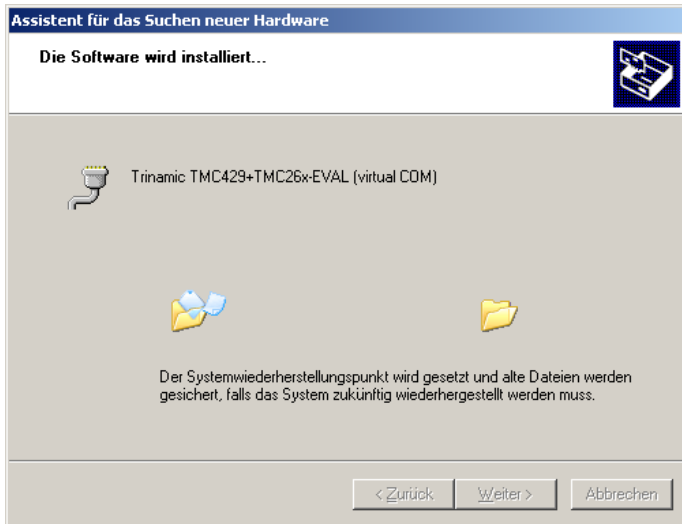 Assistent für das Suchen neuer Hardware
Die Software wird installiert...
Trinamic TMC429+TMC26x-EVAL (virtual COM)
Der Systemwiederherstellungspunkt wird gesetzt und alte Dateien werden
gesichert, falls das System zukünftig wiederhergestellt werden muss.
< Zurück Weiter > Abbrechen